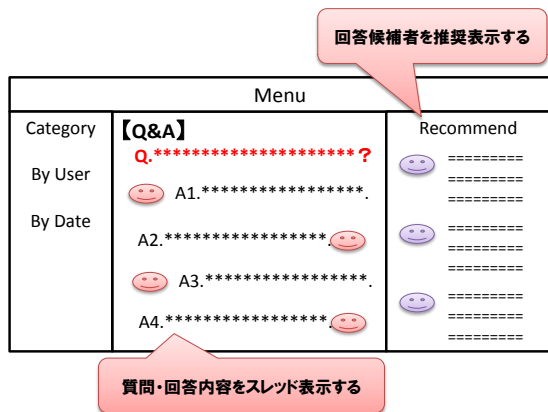 回答候補者を推奨表示する
Menu
Category
By User
By Date
【Q&A】
Q.*********************?
A1.*****************.
A2.*****************.
A3.*****************.
A4.*****************.
Recommend
=========
=========
=========
=========
=========
=========
=========
=========
=========
質問・回答内容をスレッド表示する